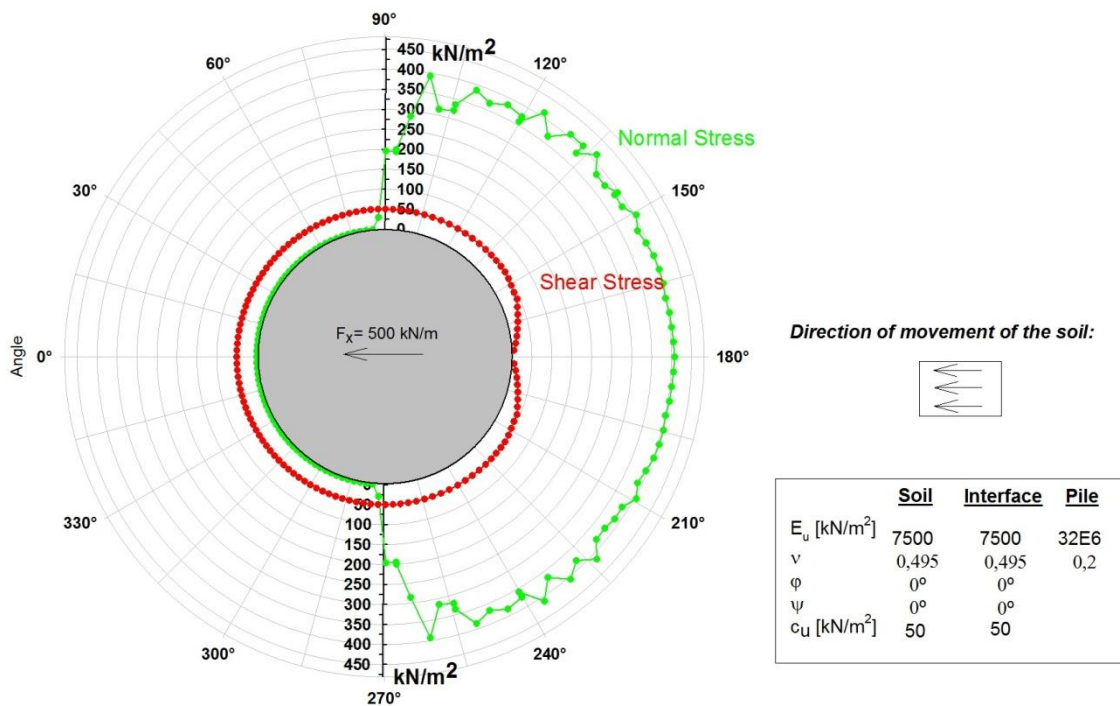 90°
kN/m²
60°
120°
450
400
350
300
250
200
150
100
50
0
Normal Stress
30°
150°
Shear Stress
Fx= 500 kN/m
Angle
0°
180°
Direction of movement of the soil:
0
50
100
150
200
250
300
350
400
450
330°
210°
300°
240°
kN/m²
270°
Soil Interface Pile
Eu [kN/m²] 7500 7500 32E6
ν 0,495 0,495 0,2
φ 0° 0°
ψ 0° 0°
cu [kN/m²] 50 50